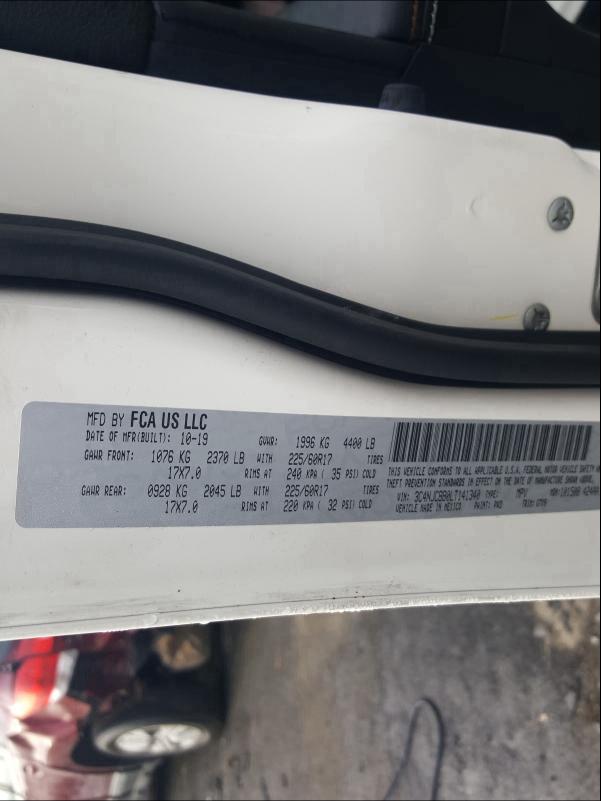 MFD BY FCA US LLC
DATE OF MFR(BUILT): 10-19 GVWR: 1996 KG 4400 LB
GAWR FRONT: 1076 KG 2370 LB WITH 225/60R17 TIRES
17X7.0 RIMS AT 240 KPA ( 35 PSI) COLD
GAWR REAR: 0928 KG 2045 LB WITH 225/60R17
17X7.0 RIMS AT 220 KPA ( 32 PSI) COLD
THIS VEHICLE CONFORMS TO ALL APPLICABLE U.S.A. FEDERAL MOTOR VEHICLE SAFETY
THEFT PREVENTION STANDARDS IN EFFECT ON THE DATE OF MANUFACTURE SHOWN ABOVE.
VIN: TYPE: MPV
VEHICLE MADE IN MEXICO PAINT: PW3